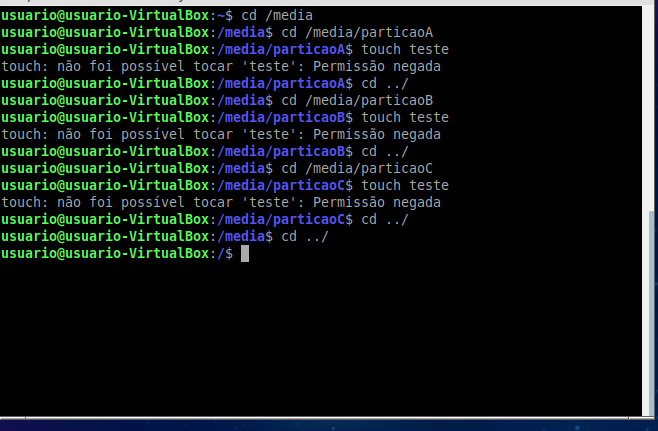 usuario@usuario-VirtualBox:~$ cd /media
usuario@usuario-VirtualBox:/media$ cd /media/particaoA
usuario@usuario-VirtualBox:/media/particaoA$ touch teste
touch: não foi possível tocar 'teste': Permissão negada
usuario@usuario-VirtualBox:/media/particaoA$ cd ../
usuario@usuario-VirtualBox:/media$ cd /media/particaoB
usuario@usuario-VirtualBox:/media/particaoB$ touch teste
touch: não foi possível tocar 'teste': Permissão negada
usuario@usuario-VirtualBox:/media/particaoB$ cd ../
usuario@usuario-VirtualBox:/media$ cd /media/particaoC
usuario@usuario-VirtualBox:/media/particaoC$ touch teste
touch: não foi possível tocar 'teste': Permissão negada
usuario@usuario-VirtualBox:/media/particaoC$ cd ../
usuario@usuario-VirtualBox:/media$ cd ../
usuario@usuario-VirtualBox:/$